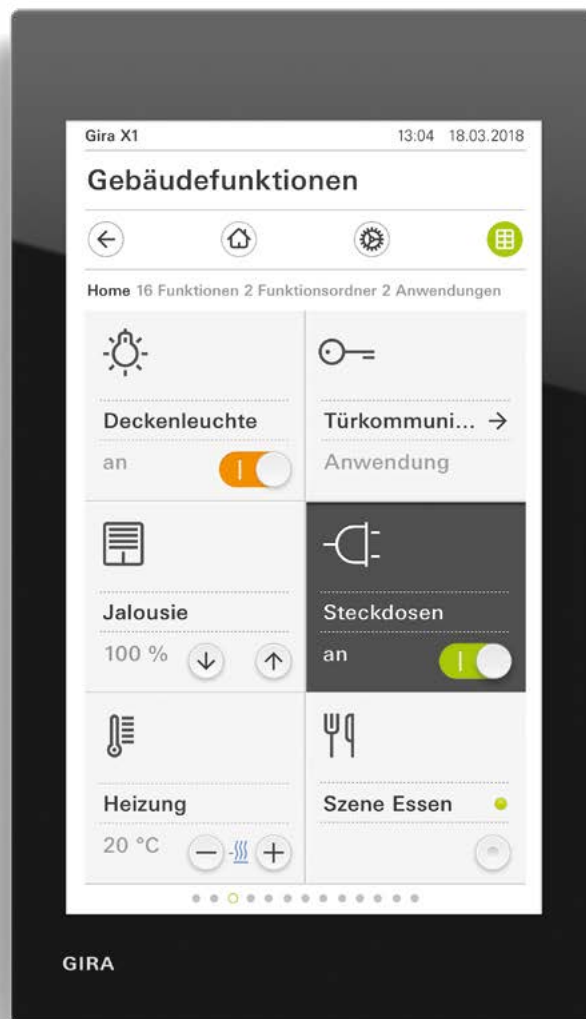 Gira X1 13:04 18.03.2018
Gebäudefunktionen
Home 16 Funktionen 2 Funktionsordner 2 Anwendungen
Deckenleuchte
an
Türkommuni...
Anwendung
Jalousie
100 %
Steckdosen
an
Heizung
20 °C
Szene Essen
GIRA